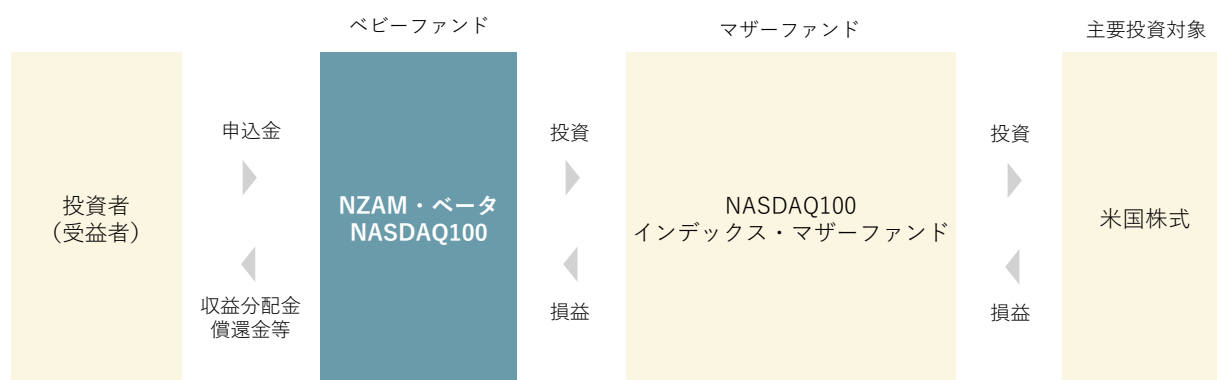 ベビーファンド
マザーファンド
主要投資対象
投資者
（受益者）
申込金
収益分配金
償還金等
NZAM・ベータ
NASDAQ100
投資
損益
NASDAQ100
インデックス・マザーファンド
投資
損益
米国株式